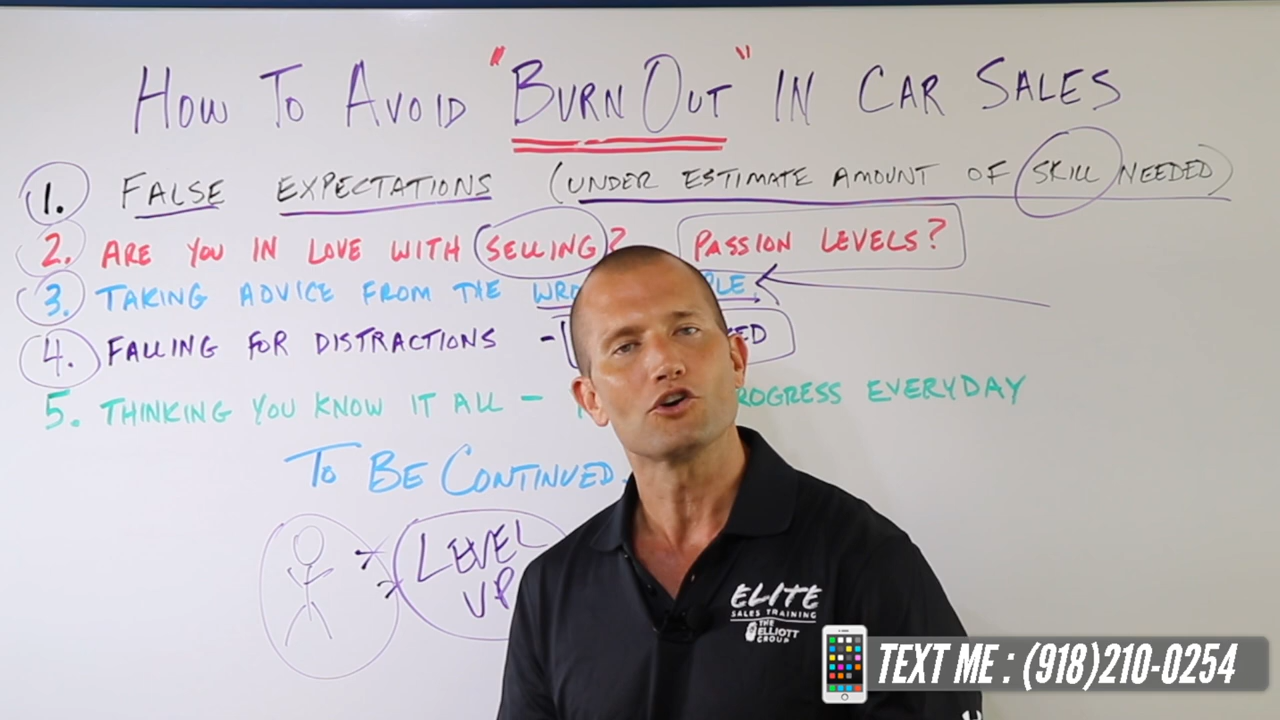 How To Avoid "Burn Out" in Car Sales
1. False Expectations (under estimate amount of skill needed)
2. Are you in love with selling? Passion levels?
3. Taking advice from the
4. Falling for distractions -
5. Thinking you know it all - everyday
To Be Continued
Level
Up
ELITE
SALES TRAINING
THE
ELLIOTT
GROUP
TEXT ME : (918)210-0254